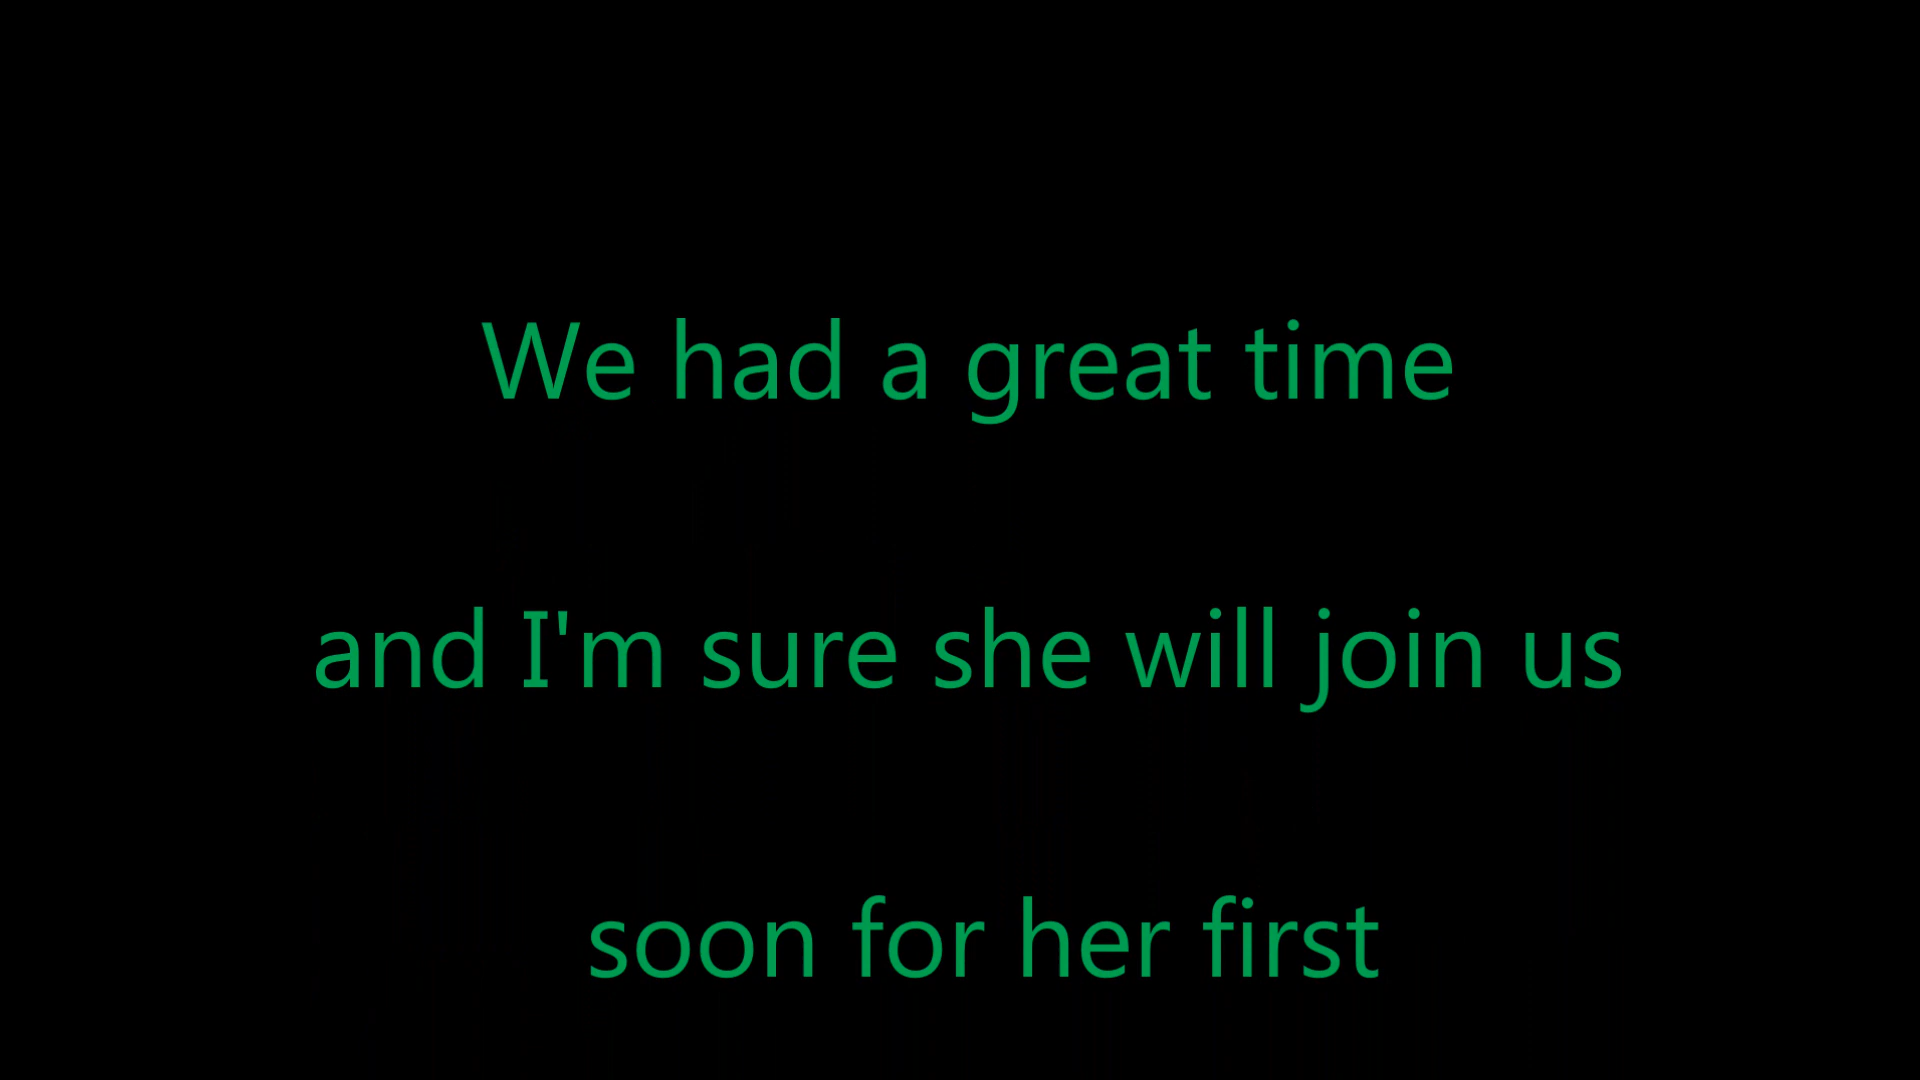 We had a great time
and I'm sure she will join us
soon for her first